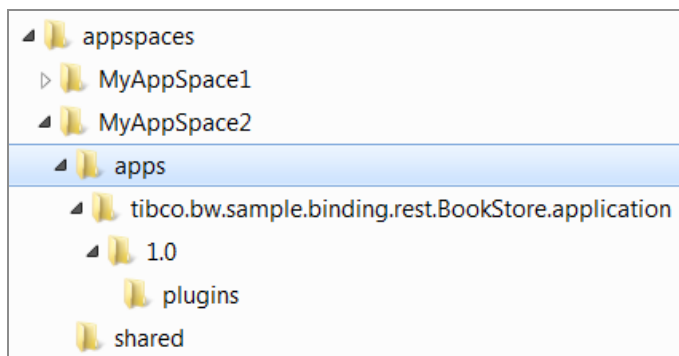 appspaces
MyAppSpace1
MyAppSpace2
apps
tibco.bw.sample.binding.rest.BookStore.application
1.0
plugins
shared